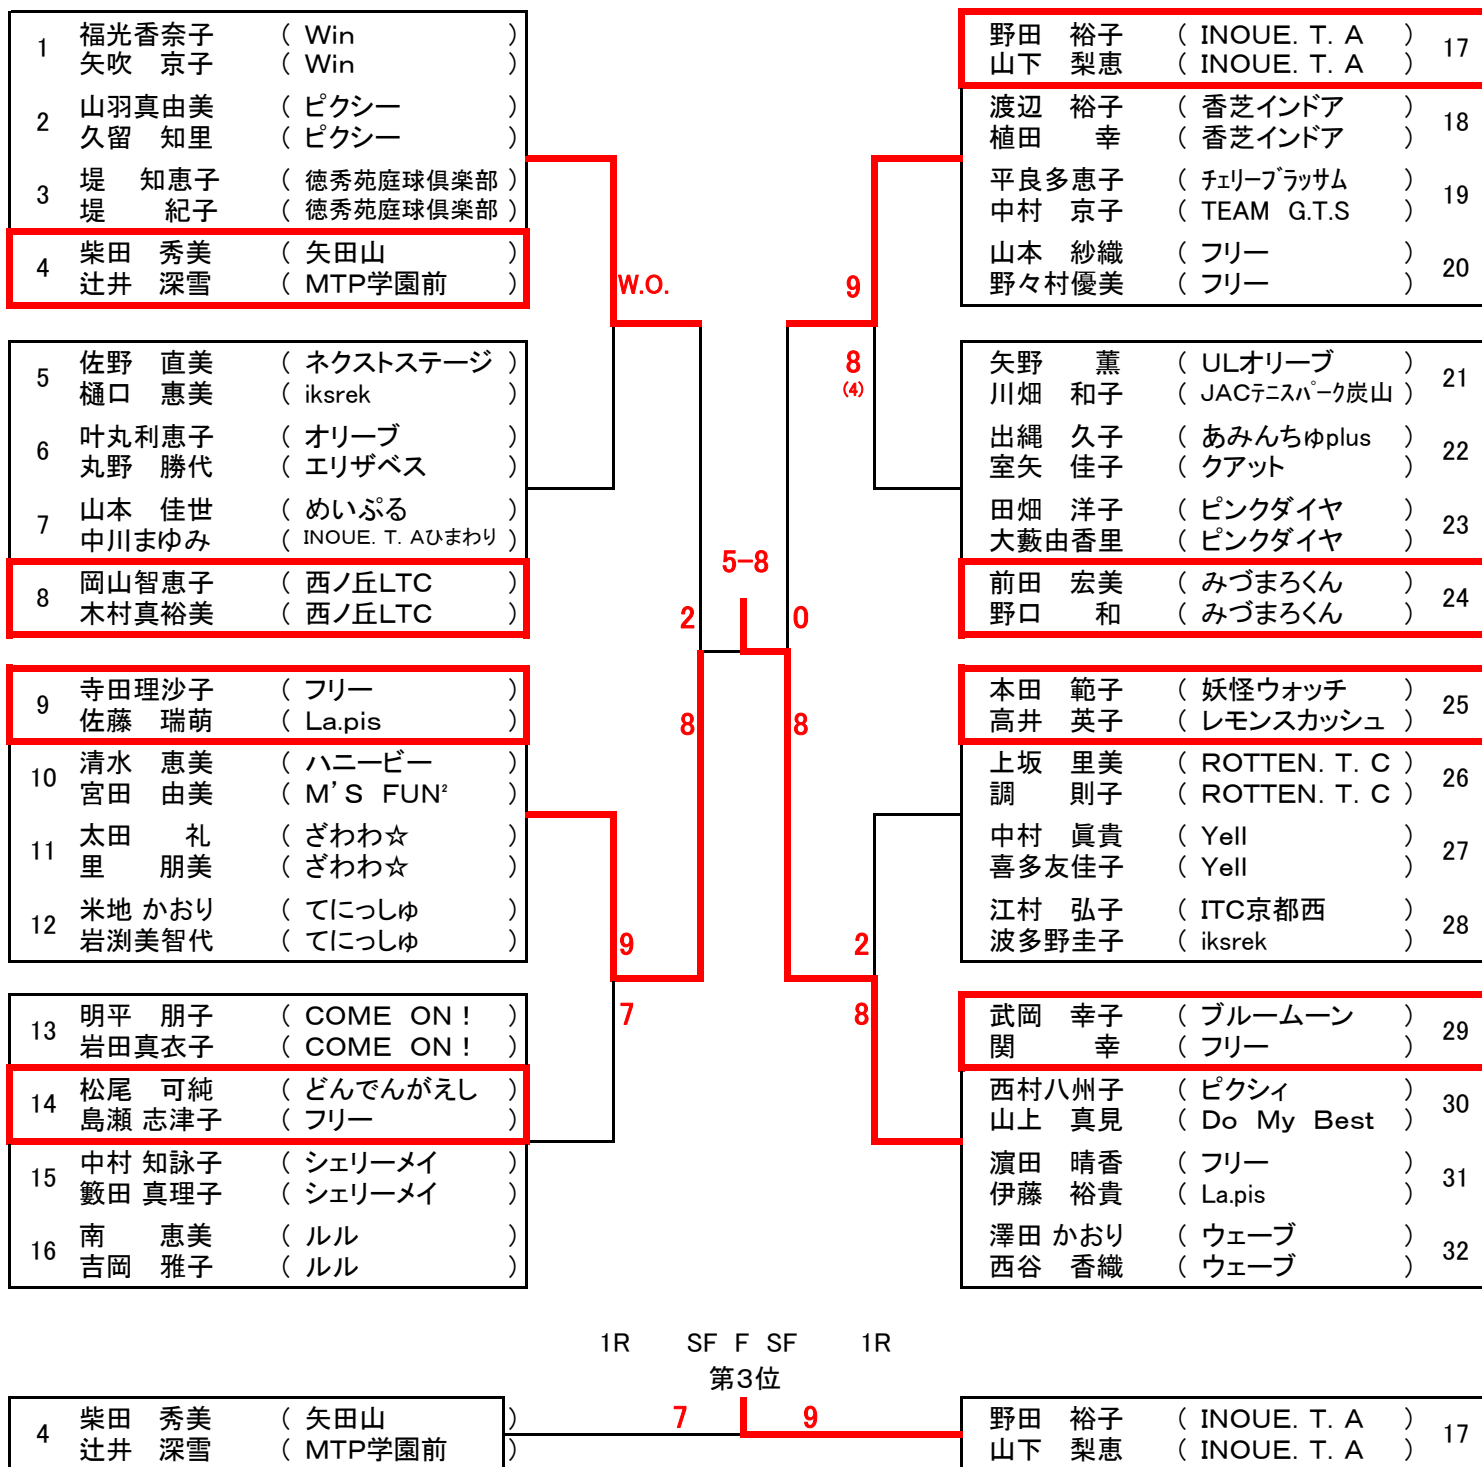 1 福光香奈子 ( Win )
矢吹 京子 ( Win )
2 山羽真由美 ( ピクシー )
久留 知里 ( ピクシー )
3 堤 知恵子 ( 徳秀苑庭球倶楽部 )
堤 紀子 ( 徳秀苑庭球倶楽部 )
4 柴田 秀美 ( 矢田山 )
辻井 深雪 ( MTP学園前 )
W.O.
5 佐野 直美 ( ネクストステージ )
樋口 惠美 ( iksrek )
6 叶丸利恵子 ( オリーブ )
丸野 勝代 ( エリザベス )
7 山本 佳世 ( めいぷる )
中川まゆみ ( INOUE. T. Aひまわり )
8 岡山智恵子 ( 西ノ丘LTC )
木村真裕美 ( 西ノ丘LTC )
2
8
9 寺田理沙子 ( フリー )
佐藤 瑞萌 ( La.pis )
10 清水 恵美 ( ハニービー )
宮田 由美 ( M'S FUN² )
11 太田 礼 ( ざわわ☆ )
里 朋美 ( ざわわ☆ )
12 米地 かおり ( てにっしゅ )
岩渕美智代 ( てにっしゅ )
9
7
13 明平 朋子 ( COME ON! )
岩田真衣子 ( COME ON! )
14 松尾 可純 ( どんでんがえし )
島瀬 志津子 ( フリー )
15 中村 知詠子 ( シェリーメイ )
籔田 真理子 ( シェリーメイ )
16 南 恵美 ( ルル )
吉岡 雅子 ( ルル )
5-8
野田 裕子 ( INOUE. T. A ) 17
山下 梨恵 ( INOUE. T. A )
渡辺 裕子 ( 香芝インドア ) 18
植田 幸 ( 香芝インドア )
平良多恵子 ( チェリーブラッサム ) 19
中村 京子 ( TEAM G.T.S )
山本 紗織 ( フリー ) 20
野々村優美 ( フリー )
9
8
(4)
矢野 薫 ( ULオリーブ ) 21
川畑 和子 ( JACテニスパーク炭山 )
出縄 久子 ( あみんちゅplus ) 22
室矢 佳子 ( クアット )
田畑 洋子 ( ピンクダイヤ ) 23
大藪由香里 ( ピンクダイヤ )
前田 宏美 ( みづまろくん ) 24
野口 和 ( みづまろくん )
0
8
本田 範子 ( 妖怪ウォッチ ) 25
高井 英子 ( レモンスカッシュ )
上坂 里美 ( ROTTEN. T. C ) 26
調 則子 ( ROTTEN. T. C )
中村 眞貴 ( Yell ) 27
喜多友佳子 ( Yell )
江村 弘子 ( ITC京都西 ) 28
波多野圭子 ( iksrek )
2
8
武岡 幸子 ( ブルームーン ) 29
関 幸 ( フリー )
西村八州子 ( ピクシィ ) 30
山上 真見 ( Do My Best )
濵田 晴香 ( フリー ) 31
伊藤 裕貴 ( La.pis )
澤田 かおり ( ウェーブ ) 32
西谷 香織 ( ウェーブ )
1R SF F SF 1R
第3位
4 柴田 秀美 ( 矢田山 )
辻井 深雪 ( MTP学園前 )
7 9
野田 裕子 ( INOUE. T. A ) 17
山下 梨恵 ( INOUE. T. A )